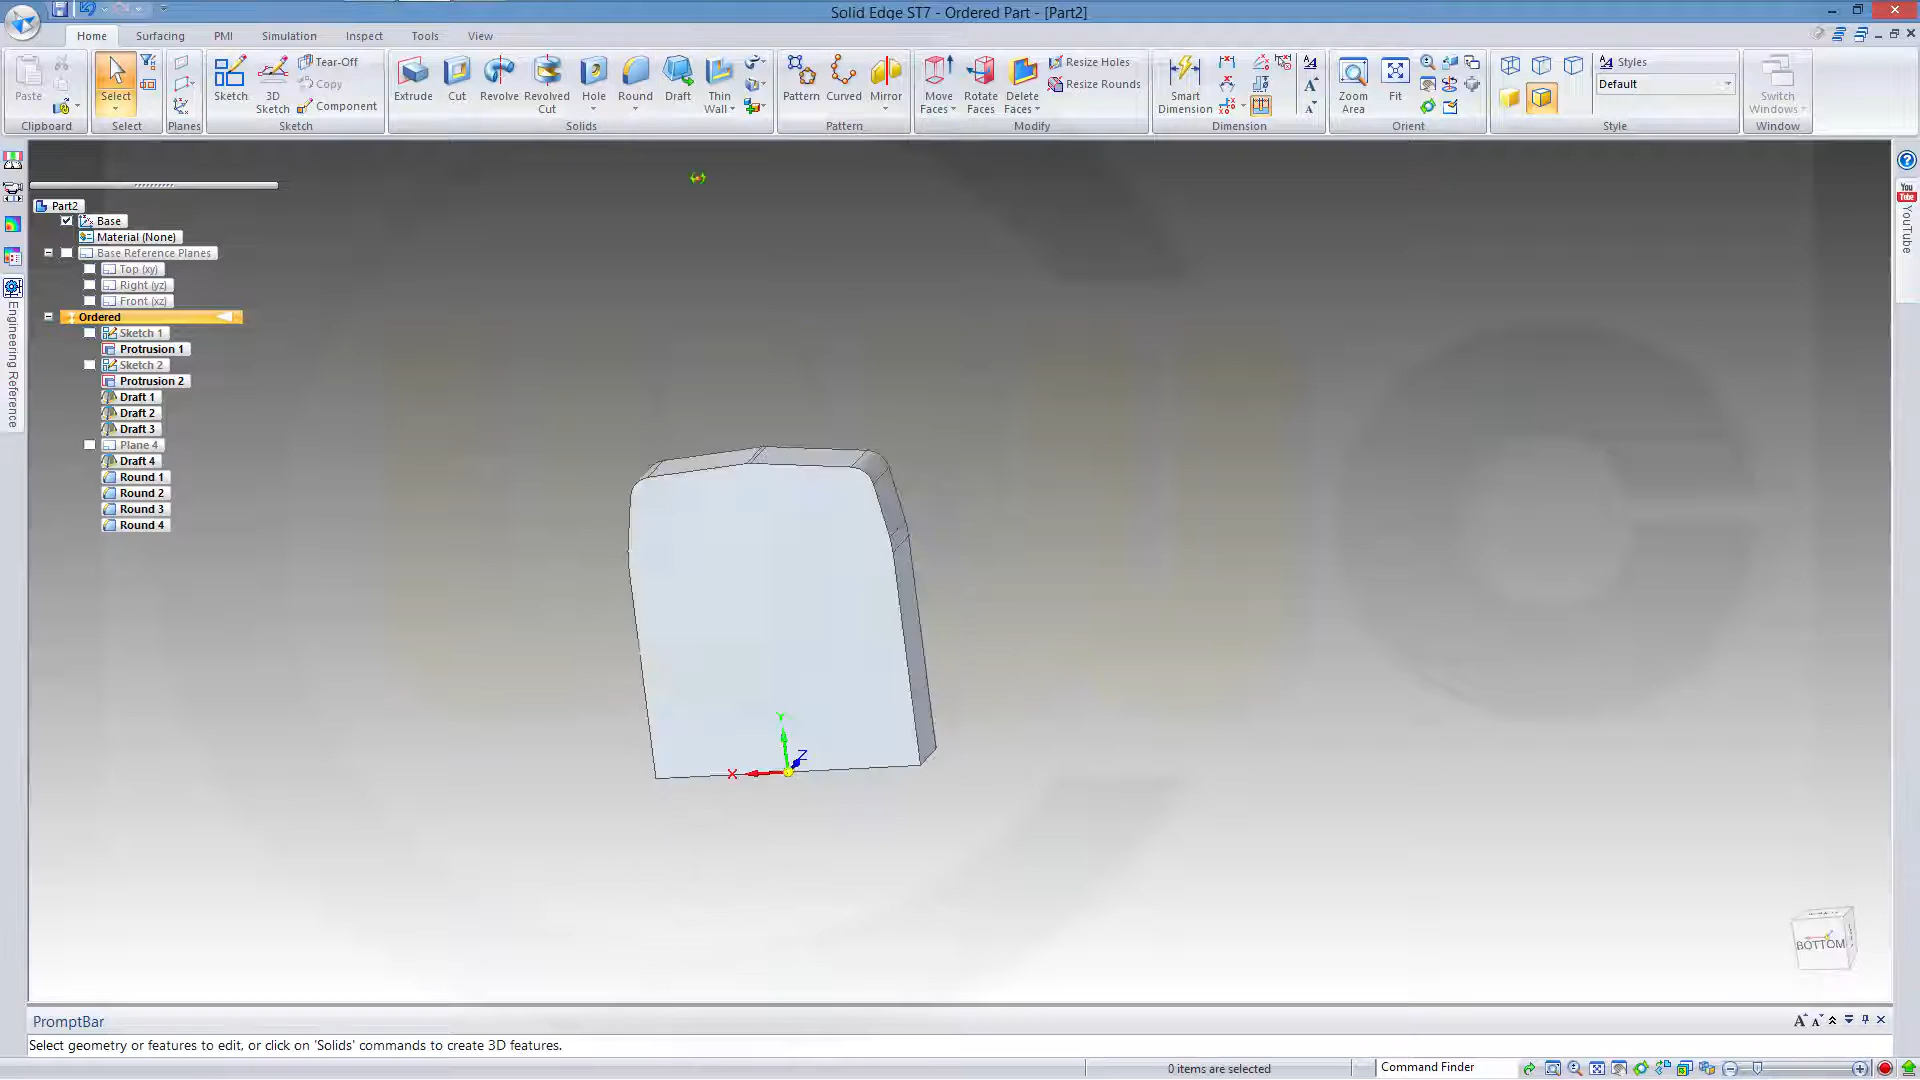 Solid Edge ST7 - Ordered Part - [Part2]
Home Surfacing PMI Simulation Inspect Tools View
Paste Select Sketch 3D Sketch Tear-Off Copy Component Extrude Cut Revolve Revolved Cut Hole Round Draft Thin Wall Pattern Curved Mirror Move Faces Rotate Faces Delete Faces Resize Holes Resize Rounds Smart Dimension Zoom Area Fit Styles Default Switch Windows
Clipboard Select Planes Sketch Solids Pattern Modify Dimension Orient Style Window
Part2
Base
Material (None)
Base Reference Planes
Top (xy)
Right (yz)
Front (xz)
Ordered
Sketch 1
Protrusion 1
Sketch 2
Protrusion 2
Draft 1
Draft 2
Draft 3
Plane 4
Draft 4
Round 1
Round 2
Round 3
Round 4
Engineering Reference
You
Tube
YouTube
Y
Z
X
BOTTOM
PromptBar
Select geometry or features to edit, or click on 'Solids' commands to create 3D features.
0 items are selected
Command Finder